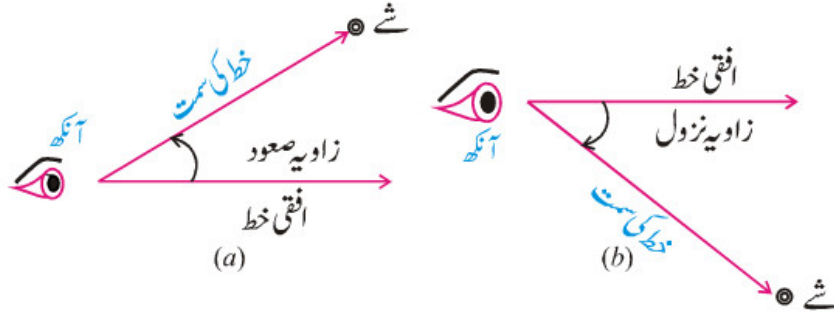 شے
خط کی سمت
آنکھ
زاویہ صعود
افقی خط
(a)
افقی خط
زاویہ نزول
آنکھ
خط کی سمت
(b)
شے